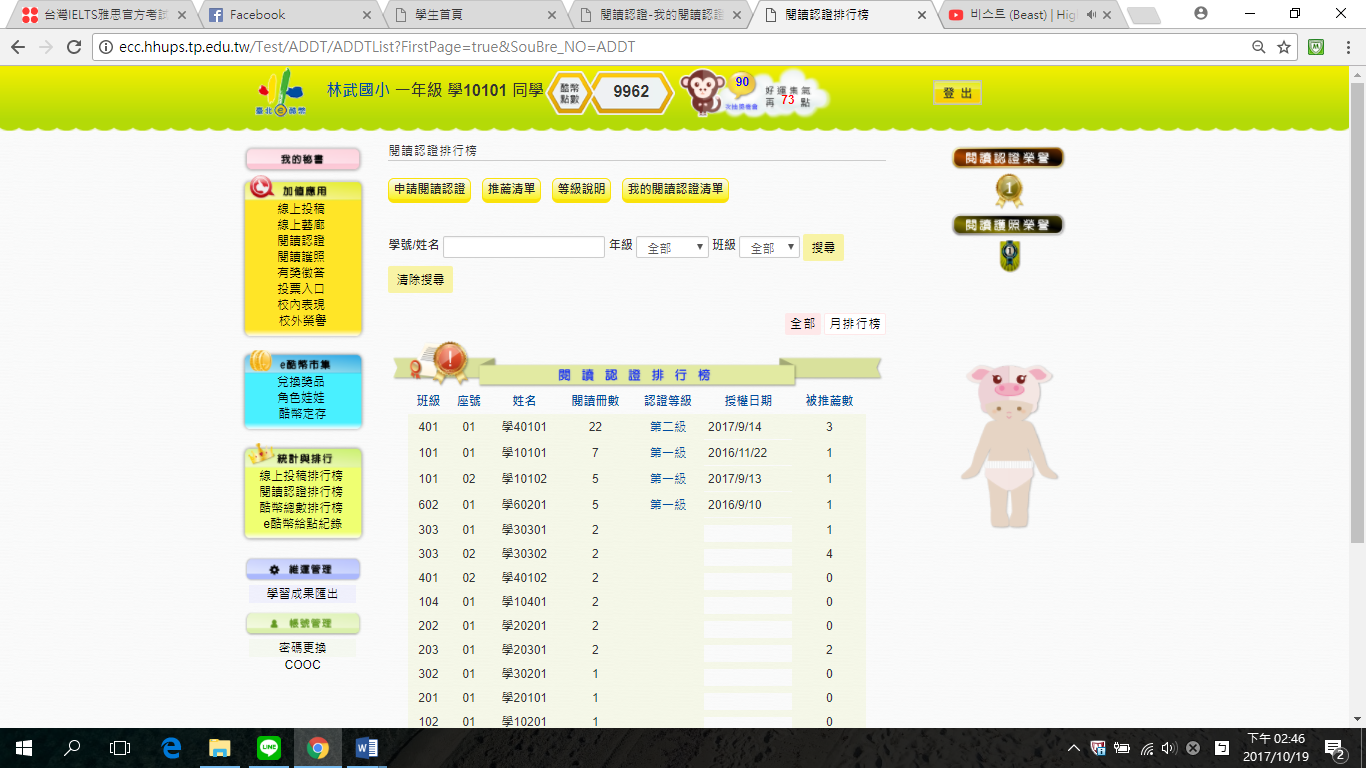 台灣IELTS雅思官方考試
Facebook
學生首頁
閱讀認證-我的閱讀認證
閱讀認證排行榜
비스트 (Beast) | Hig
ecc.hhups.tp.edu.tw/Test/ADDT/ADDTList?FirstPage=true&SouBre_NO=ADDT
臺北e酷幣
林武國小 一年級 學10101 同學
酷幣點數
9962
90
好運集氣
再 73 點
登出
我的秘書
加值應用
線上投稿
線上藝廊
閱讀認證
閱讀護照
有獎徵答
投票入口
校內表現
校外榮譽
e酷幣市集
兌換獎品
角色娃娃
酷幣定存
統計與排行
線上投稿排行榜
閱讀認證排行榜
酷幣總數排行榜
e酷幣給點紀錄
維運管理
學習成果匯出
帳號管理
密碼更換
COOC
閱讀認證排行榜
申請閱讀認證 推薦清單 等級說明 我的閱讀認證清單
學號/姓名 年級 全部 班級 全部 搜尋
清除搜尋
全部 月排行榜
閱讀認證排行榜
班級 座號 姓名 閱讀冊數 認證等級 授權日期 被推薦數
401 01 學40101 22 第二級 2017/9/14 3
101 01 學10101 7 第一級 2016/11/22 1
101 02 學10102 5 第一級 2017/9/13 1
602 01 學60201 5 第一級 2016/9/10 1
303 01 學30301 2 1
303 02 學30302 2 4
401 02 學40102 2 0
104 01 學10401 2 0
202 01 學20201 2 0
203 01 學20301 2 2
302 01 學30201 1 0
201 01 學20101 1 0
102 01 學10201 1 0
閱讀認證榮譽
1
閱讀護照榮譽
1
下午 02:46
2017/10/19
2